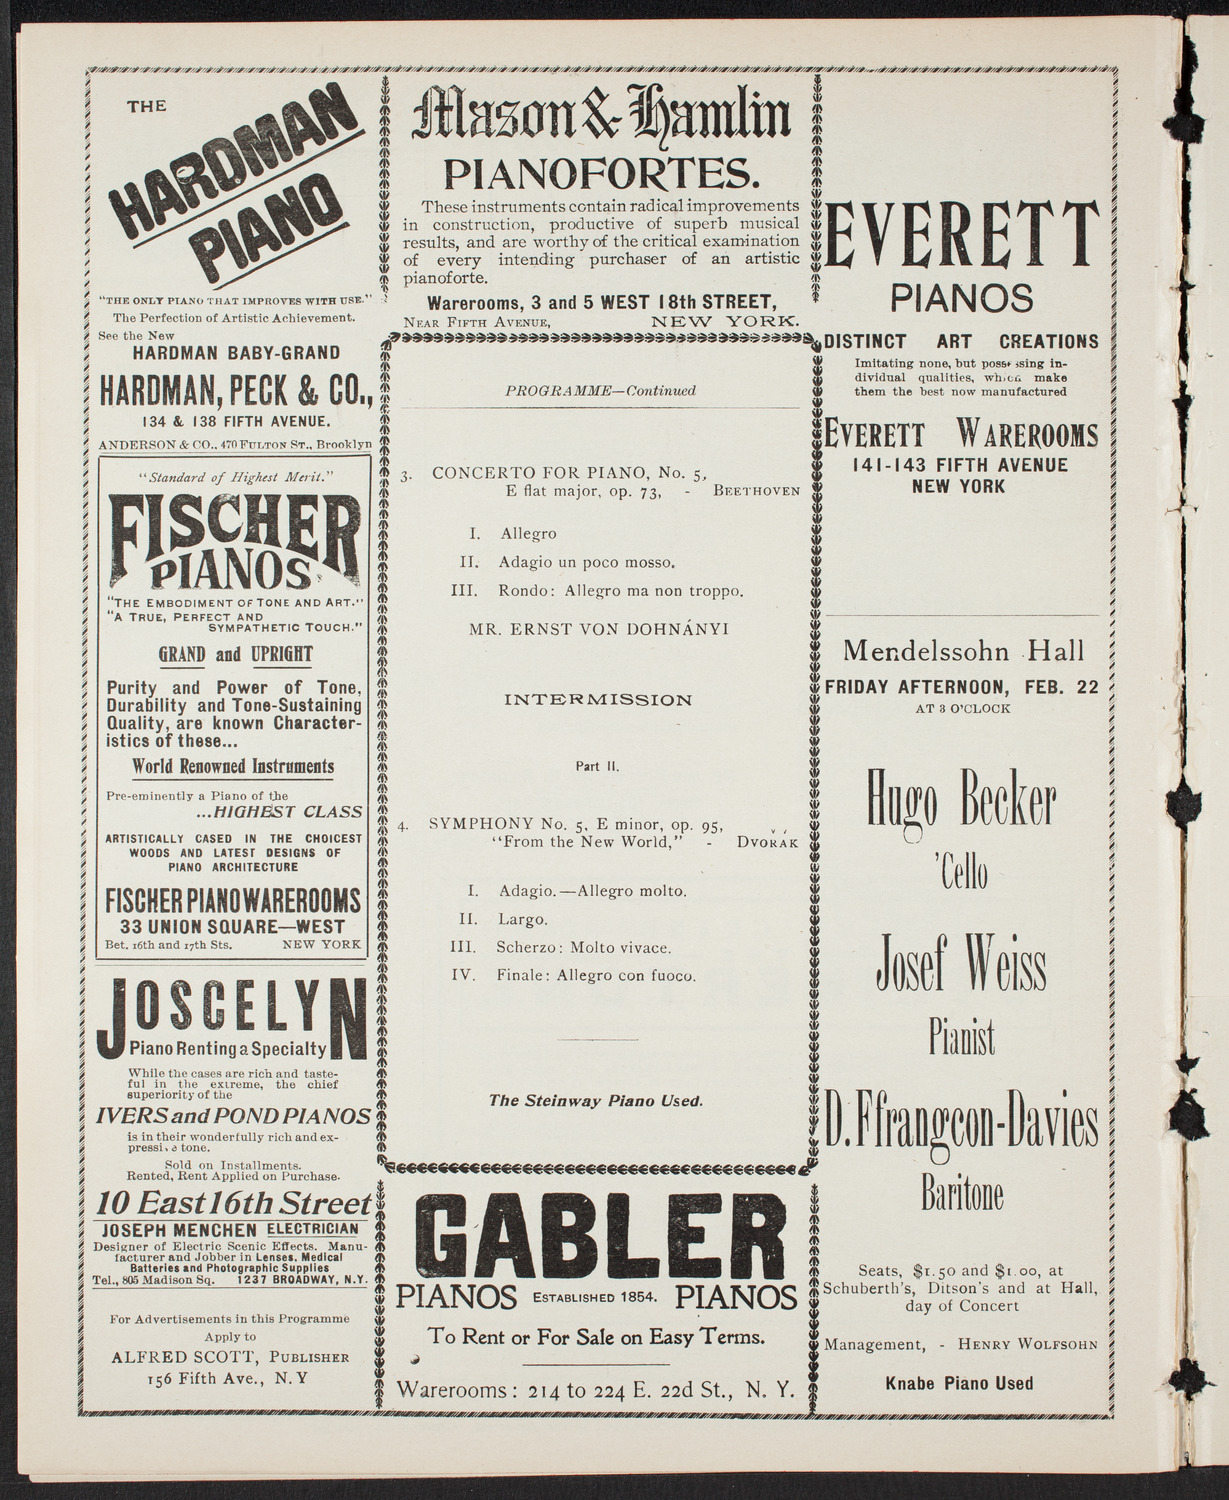 THE
HARDMAN
PIANO
"THE ONLY PIANO THAT IMPROVES WITH USE."
The Perfection of Artistic Achievement.
See the New
HARDMAN BABY-GRAND
HARDMAN, PECK & CO.,
134 & 138 FIFTH AVENUE.
ANDERSON & CO., 470 FULTON ST., Brooklyn
"Standard of Highest Merit."
FISCHER
PIANOS
"THE EMBODIMENT OF TONE AND ART."
"A TRUE, PERFECT AND
SYMPATHETIC TOUCH."
GRAND and UPRIGHT
Purity and Power of Tone,
Durability and Tone-Sustaining
Quality, are known Character-
istics of these...
World Renowned Instruments
Pre-eminently a Piano of the
...HIGHEST CLASS
ARTISTICALLY CASED IN THE CHOICEST
WOODS AND LATEST DESIGNS OF
PIANO ARCHITECTURE
FISCHER PIANO WAREROOMS
33 UNION SQUARE—WEST
Bet. 16th and 17th Sts. NEW YORK
JOSCELYN
Piano Renting a Specialty
While the cases are rich and taste-
ful in the extreme, the chief
superiority of the
IVERS and POND PIANOS
is in their wonderfully rich and ex-
pressive tone.
Sold on Installments.
Rented, Rent Applied on Purchase.
10 East 16th Street
JOSEPH MENCHEN ELECTRICIAN
Designer of Electric Scenic Effects. Manu-
facturer and Jobber in Lenses, Medical
Batteries and Photographic Supplies
Tel., 805 Madison Sq. 1237 BROADWAY, N.Y.
For Advertisements in this Programme
Apply to
ALFRED SCOTT, PUBLISHER
156 Fifth Ave., N.Y
Mason & Hamlin
PIANOFORTES.
These instruments contain radical improvements
in construction, productive of superb musical
results, and are worthy of the critical examination
of every intending purchaser of an artistic
pianoforte.
Warerooms, 3 and 5 WEST 18th STREET,
NEAR FIFTH AVENUE, NEW YORK.
PROGRAMME—Continued
3. CONCERTO FOR PIANO, No. 5,
E flat major, op. 73, - BEETHOVEN
I. Allegro
II. Adagio un poco mosso.
III. Rondo: Allegro ma non troppo.
MR. ERNST VON DOHNÁNYI
INTERMISSION
Part II.
4. SYMPHONY No. 5, E minor, op. 95,
"From the New World," - DVOŘÁK
I. Adagio.—Allegro molto.
II. Largo.
III. Scherzo: Molto vivace.
IV. Finale: Allegro con fuoco.
The Steinway Piano Used.
GABLER
PIANOS ESTABLISHED 1854. PIANOS
To Rent or For Sale on Easy Terms.
Warerooms: 214 to 224 E. 22d St., N. Y.
EVERETT
PIANOS
DISTINCT ART CREATIONS
Imitating none, but possessing in-
dividual qualities, which make
them the best now manufactured
EVERETT WAREROOMS
141-143 FIFTH AVENUE
NEW YORK
Mendelssohn Hall
FRIDAY AFTERNOON, FEB. 22
AT 3 O'CLOCK
Hugo Becker
'Cello
Josef Weiss
Pianist
D. Ffrangcon-Davies
Baritone
Seats, $1.50 and $1.00, at
Schuberth's, Ditson's and at Hall,
day of Concert
Management, - HENRY WOLFSOHN
Knabe Piano Used